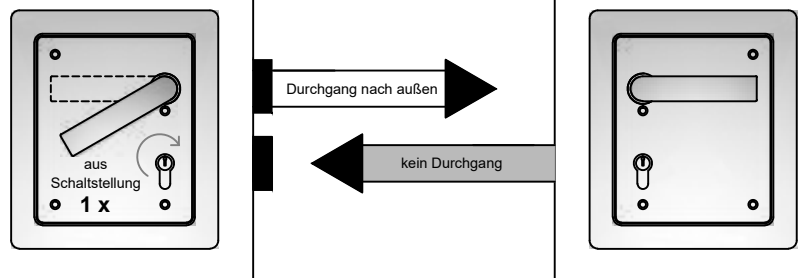 Durchgang nach außen
kein Durchgang
aus
Schaltstellung
1 x